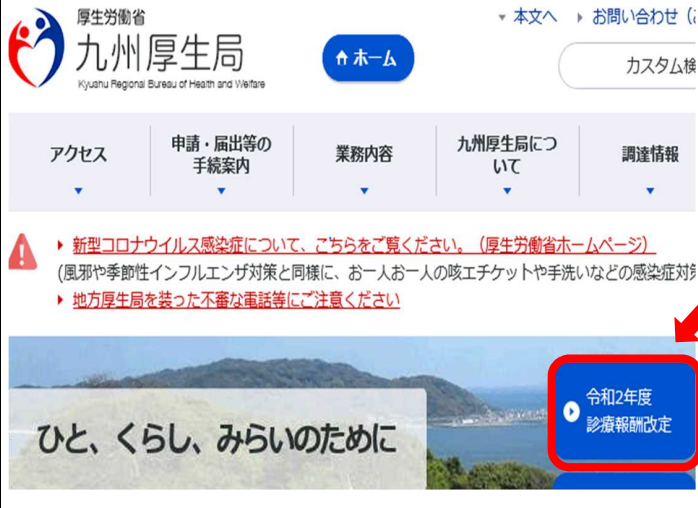 厚生労働省
九州厚生局
Kyushu Regional Bureau of Health and Welfare
ホーム
本文へ お問い合わせ（
カスタム検
アクセス
申請・届出等の
手続案内
業務内容
九州厚生局につ
いて
調達情報
新型コロナウイルス感染症について、こちらをご覧ください。（厚生労働省ホームページ）
(風邪や季節性インフルエンザ対策と同様に、お一人お一人の咳エチケットや手洗いなどの感染症対
地方厚生局を装った不審な電話等にご注意ください
ひと、くらし、みらいのために
令和2年度
診療報酬改定